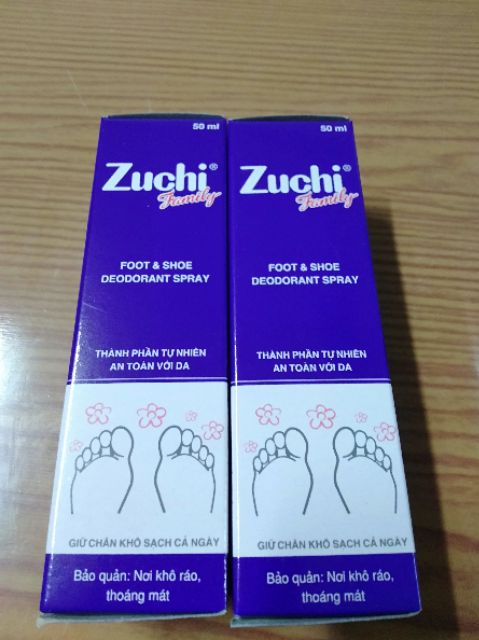 50 ml
Zuchi®
Family
FOOT & SHOE
DEODORANT SPRAY
THÀNH PHẦN TỰ NHIÊN
AN TOÀN VỚI DA
GIỮ CHÂN KHÔ SẠCH CẢ NGÀY
Bảo quản: Nơi khô ráo,
thoáng mát
50 ml
Zuchi®
Family
FOOT & SHOE
DEODORANT SPRAY
THÀNH PHẦN TỰ NHIÊN
AN TOÀN VỚI DA
GIỮ CHÂN KHÔ SẠCH CẢ NGÀY
Bảo quản: Nơi khô ráo,
thoáng mát